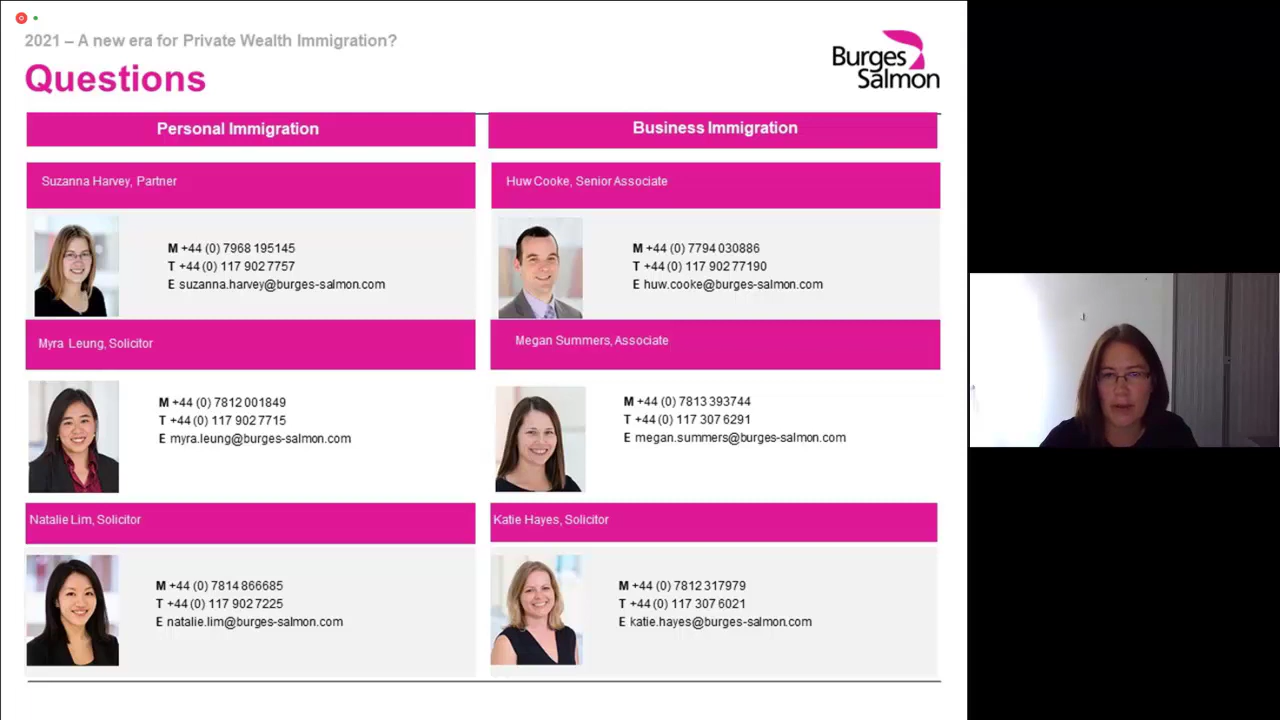 2021 – A new era for Private Wealth Immigration?
Questions
Burges
Salmon
Personal Immigration
Business Immigration
Suzanna Harvey, Partner
M +44 (0) 7968 195145
T +44 (0) 117 902 7757
E suzanna.harvey@burges-salmon.com
Huw Cooke, Senior Associate
M +44 (0) 7794 030886
T +44 (0) 117 902 77190
E huw.cooke@burges-salmon.com
Myra Leung, Solicitor
M +44 (0) 7812 001849
T +44 (0) 117 902 7715
E myra.leung@burges-salmon.com
Megan Summers, Associate
M +44 (0) 7813 393744
T +44 (0) 117 307 6291
E megan.summers@burges-salmon.com
Natalie Lim, Solicitor
M +44 (0) 7814 866685
T +44 (0) 117 902 7225
E natalie.lim@burges-salmon.com
Katie Hayes, Solicitor
M +44 (0) 7812 317979
T +44 (0) 117 307 6021
E katie.hayes@burges-salmon.com